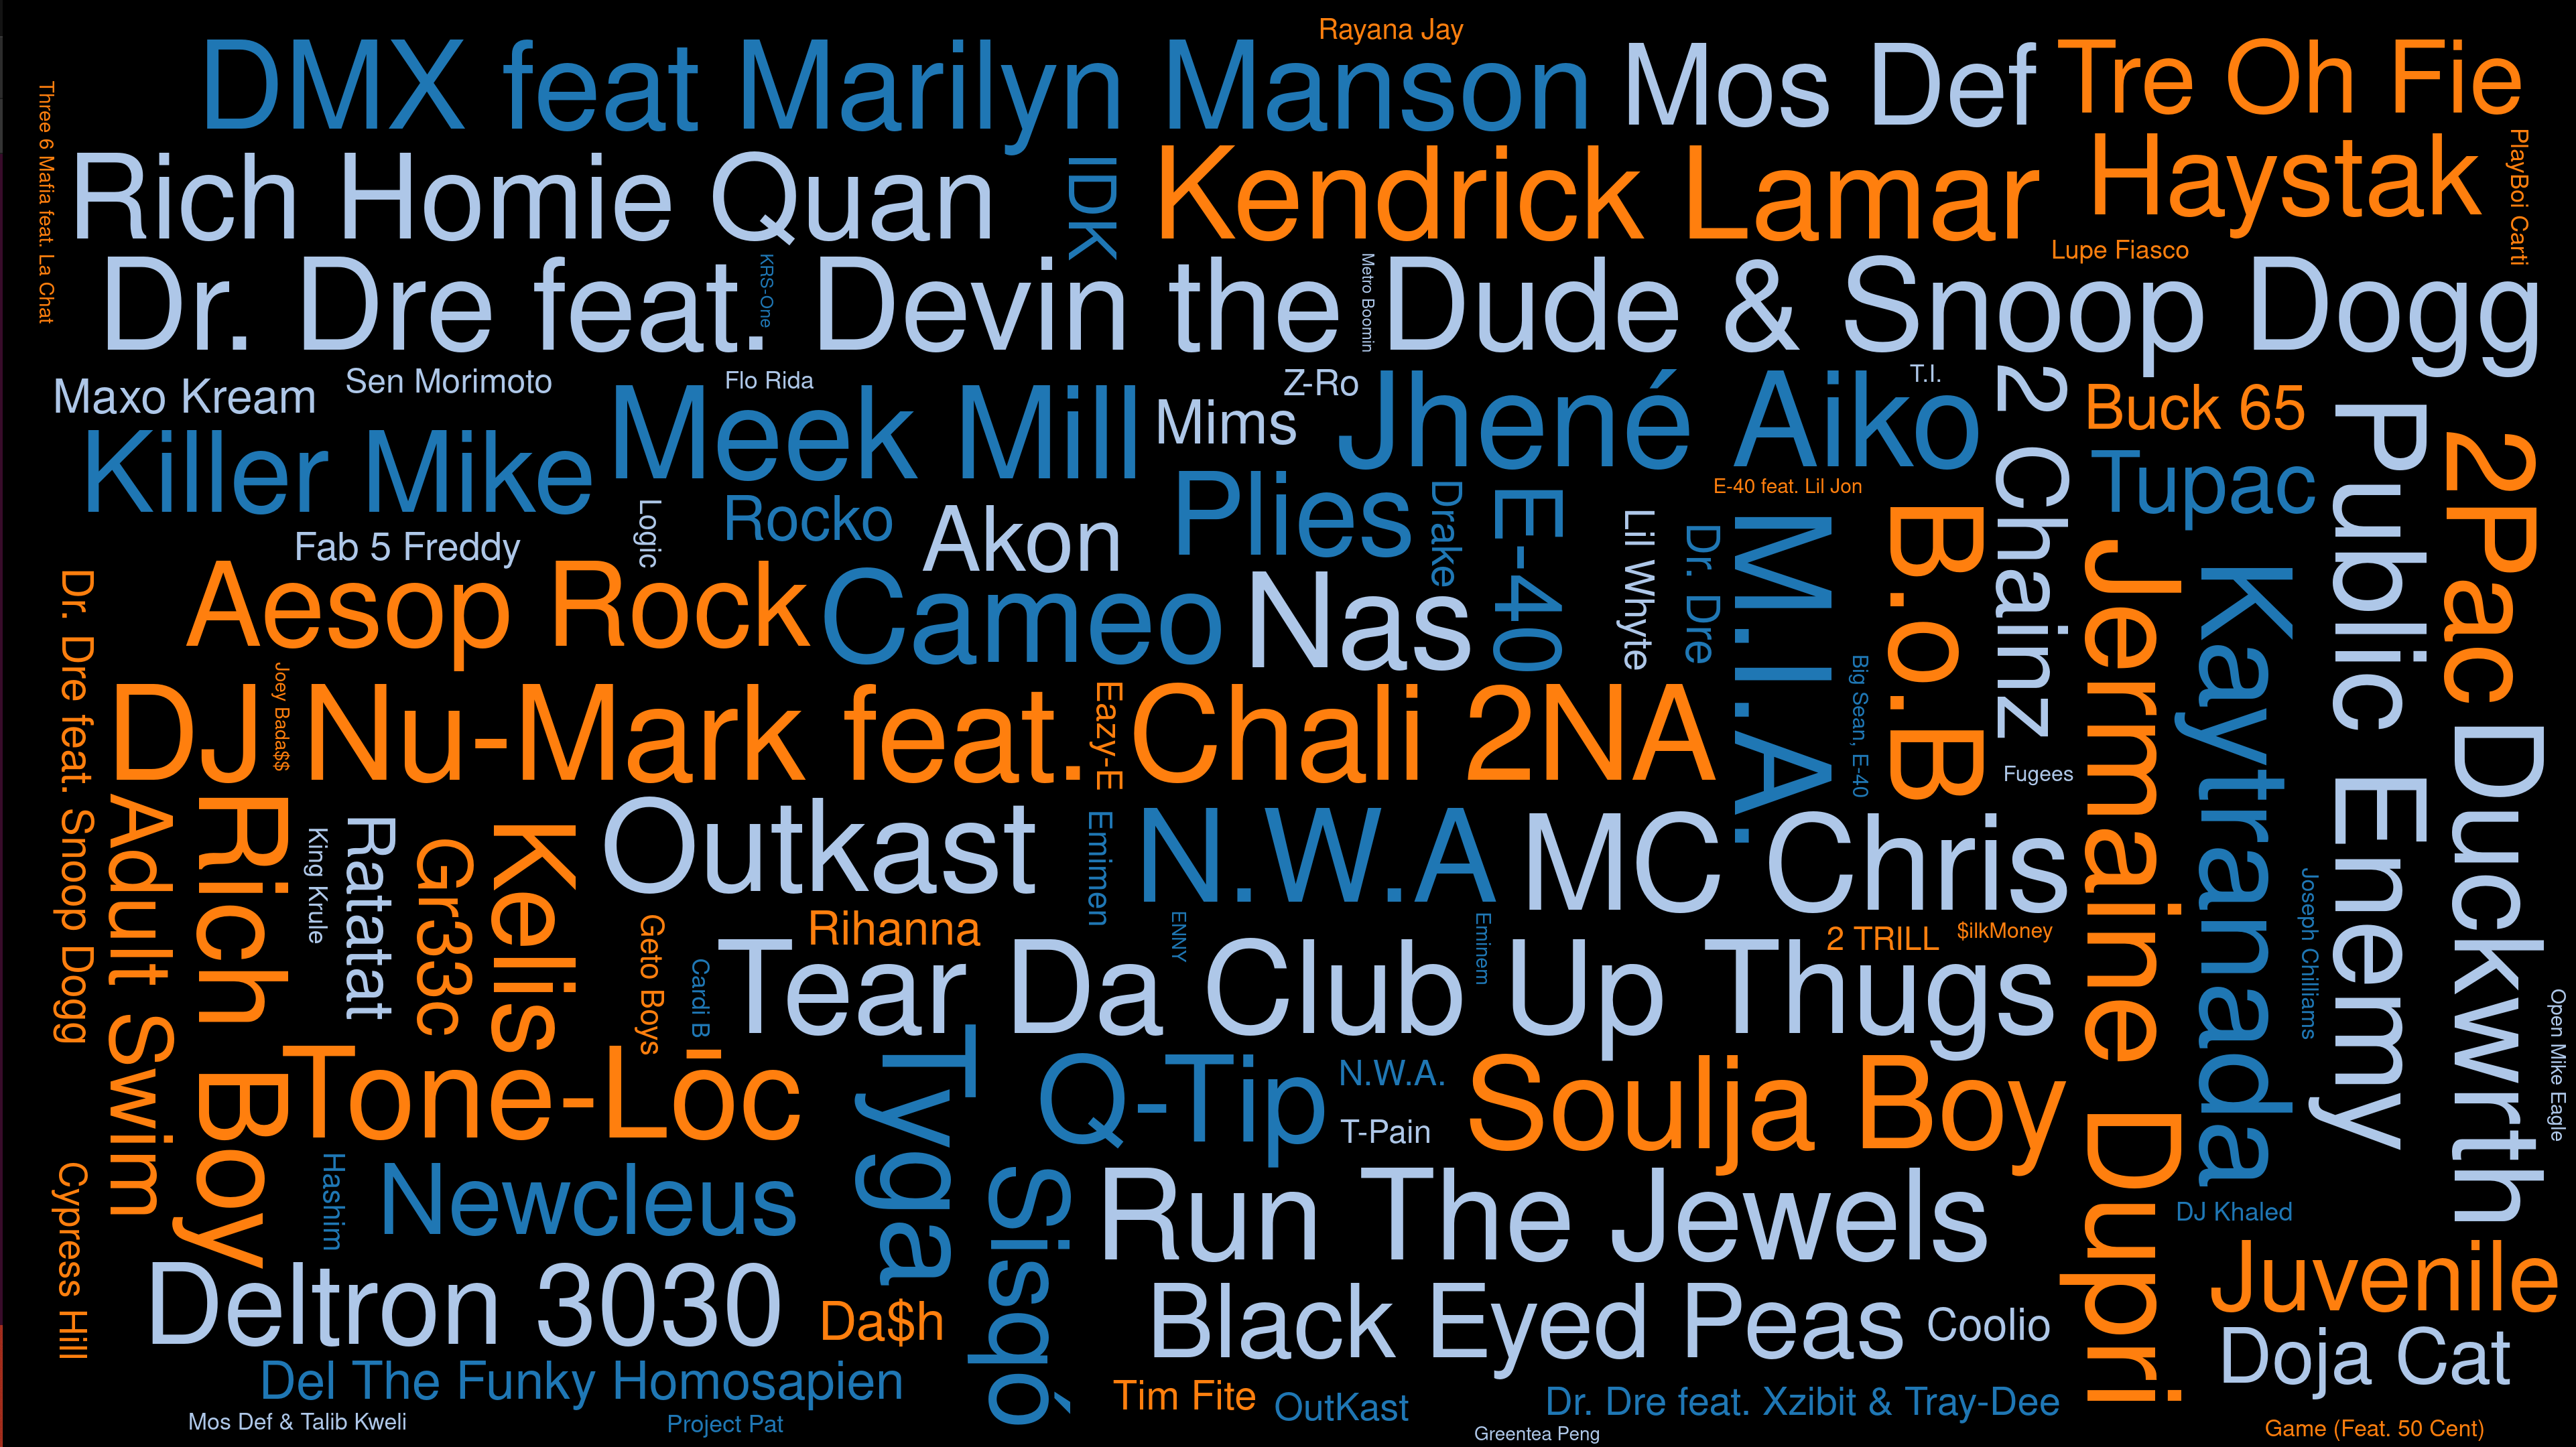 Rayana Jay
DMX feat Marilyn Manson
Mos Def
Tre Oh Fie
Three 6 Mafia feat. La Chat
Rich Homie Quan
IDK
Kendrick Lamar
Haystak
PlayBoi Carti
Lupe Fiasco
Dr. Dre feat. Devin the Dude & Snoop Dogg
KRS-One
Metro Boomin
Maxo Kream
Sen Morimoto
Flo Rida
Z-Ro
T.I.
Meek Mill
Mims
Jhené Aiko
2 Chainz
Buck 65
Public Enemy
2Pac
Killer Mike
Tupac
Plies
Drake
E-40
E-40 feat. Lil Jon
Logic
Rocko
Akon
Lil Whyte
Dr. Dre
M.I.A.
B.o.B
Jermaine Dupri
Kaytranada
Fab 5 Freddy
Dr. Dre feat. Snoop Dogg
Aesop Rock
Cameo
Nas
Big Sean, E-40
Joey Bada$$
DJ Nu-Mark feat. Chali 2NA
Eazy-E
Fugees
Duckwrth
Adult Swim
Rich Boy
King Krule
Ratatat
Gr33c
Kelis
Outkast
Emimen
N.W.A
MC Chris
Joseph Chilliams
Geto Boys
Rihanna
ENNY
Eminem
2 TRILL
$ilkMoney
Cardi B
Tear Da Club Up Thugs
Open Mike Eagle
Tone-Loc
Tyga
Q-Tip
N.W.A.
T-Pain
Soulja Boy
Cypress Hill
Hashim
Newcleus
Sisqó
Run The Jewels
DJ Khaled
Deltron 3030
Da$h
Black Eyed Peas
Coolio
Juvenile
Doja Cat
Del The Funky Homosapien
Tim Fite
OutKast
Dr. Dre feat. Xzibit & Tray-Dee
Mos Def & Talib Kweli
Project Pat
Greentea Peng
Game (Feat. 50 Cent)